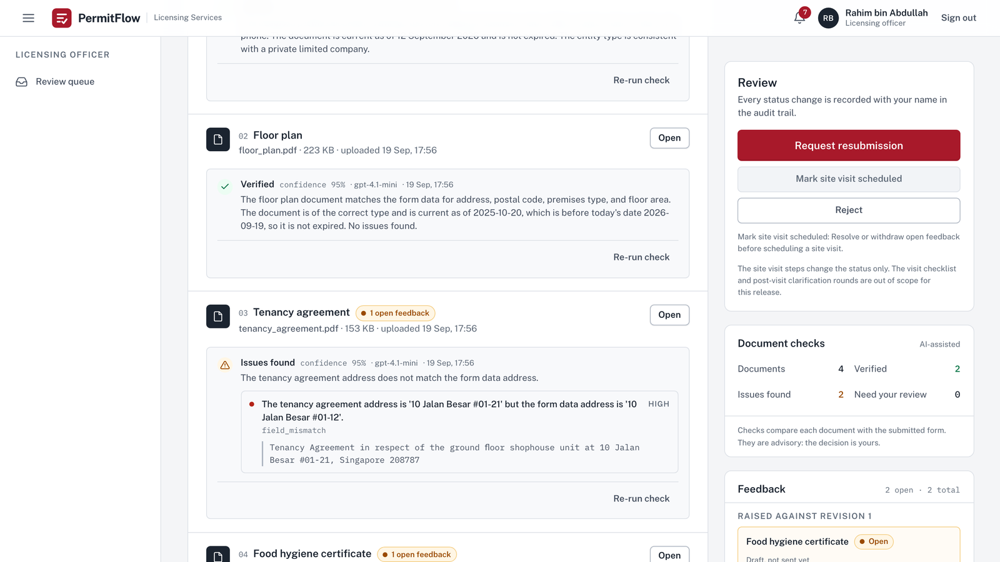 PermitFlow
Licensing Services
7
RB
Rahim bin Abdullah
Licensing officer
Sign out
LICENSING OFFICER
Review queue
with a private limited company.
Re-run check
02 Floor plan
floor_plan.pdf · 223 KB · uploaded 19 Sep, 17:56
Open
Verified confidence 95% · gpt-4.1-mini · 19 Sep, 17:56
The floor plan document matches the form data for address, postal code, premises type, and floor area.
The document is of the correct type and is current as of 2025-10-20, which is before today's date 2026-
09-19, so it is not expired. No issues found.
Re-run check
03 Tenancy agreement 1 open feedback
tenancy_agreement.pdf · 153 KB · uploaded 19 Sep, 17:56
Open
Issues found confidence 95% · gpt-4.1-mini · 19 Sep, 17:56
The tenancy agreement address does not match the form data address.
The tenancy agreement address is '10 Jalan Besar #01-21' but the form data address is '10
Jalan Besar #01-12'.
HIGH
field_mismatch
Tenancy Agreement in respect of the ground floor shophouse unit at 10 Jalan
Besar #01-21, Singapore 208787
Re-run check
04 Food hygiene certificate 1 open feedback
Open
Review
Every status change is recorded with your name in
the audit trail.
Request resubmission
Mark site visit scheduled
Reject
Mark site visit scheduled: Resolve or withdraw open feedback
before scheduling a site visit.
The site visit steps change the status only. The visit checklist
and post-visit clarification rounds are out of scope for
this release.
Document checks
AI-assisted
Documents 4 Verified 2
Issues found 2 Need your review 0
Checks compare each document with the submitted form.
They are advisory: the decision is yours.
Feedback
2 open · 2 total
RAISED AGAINST REVISION 1
Food hygiene certificate Open
Draft, not sent yet